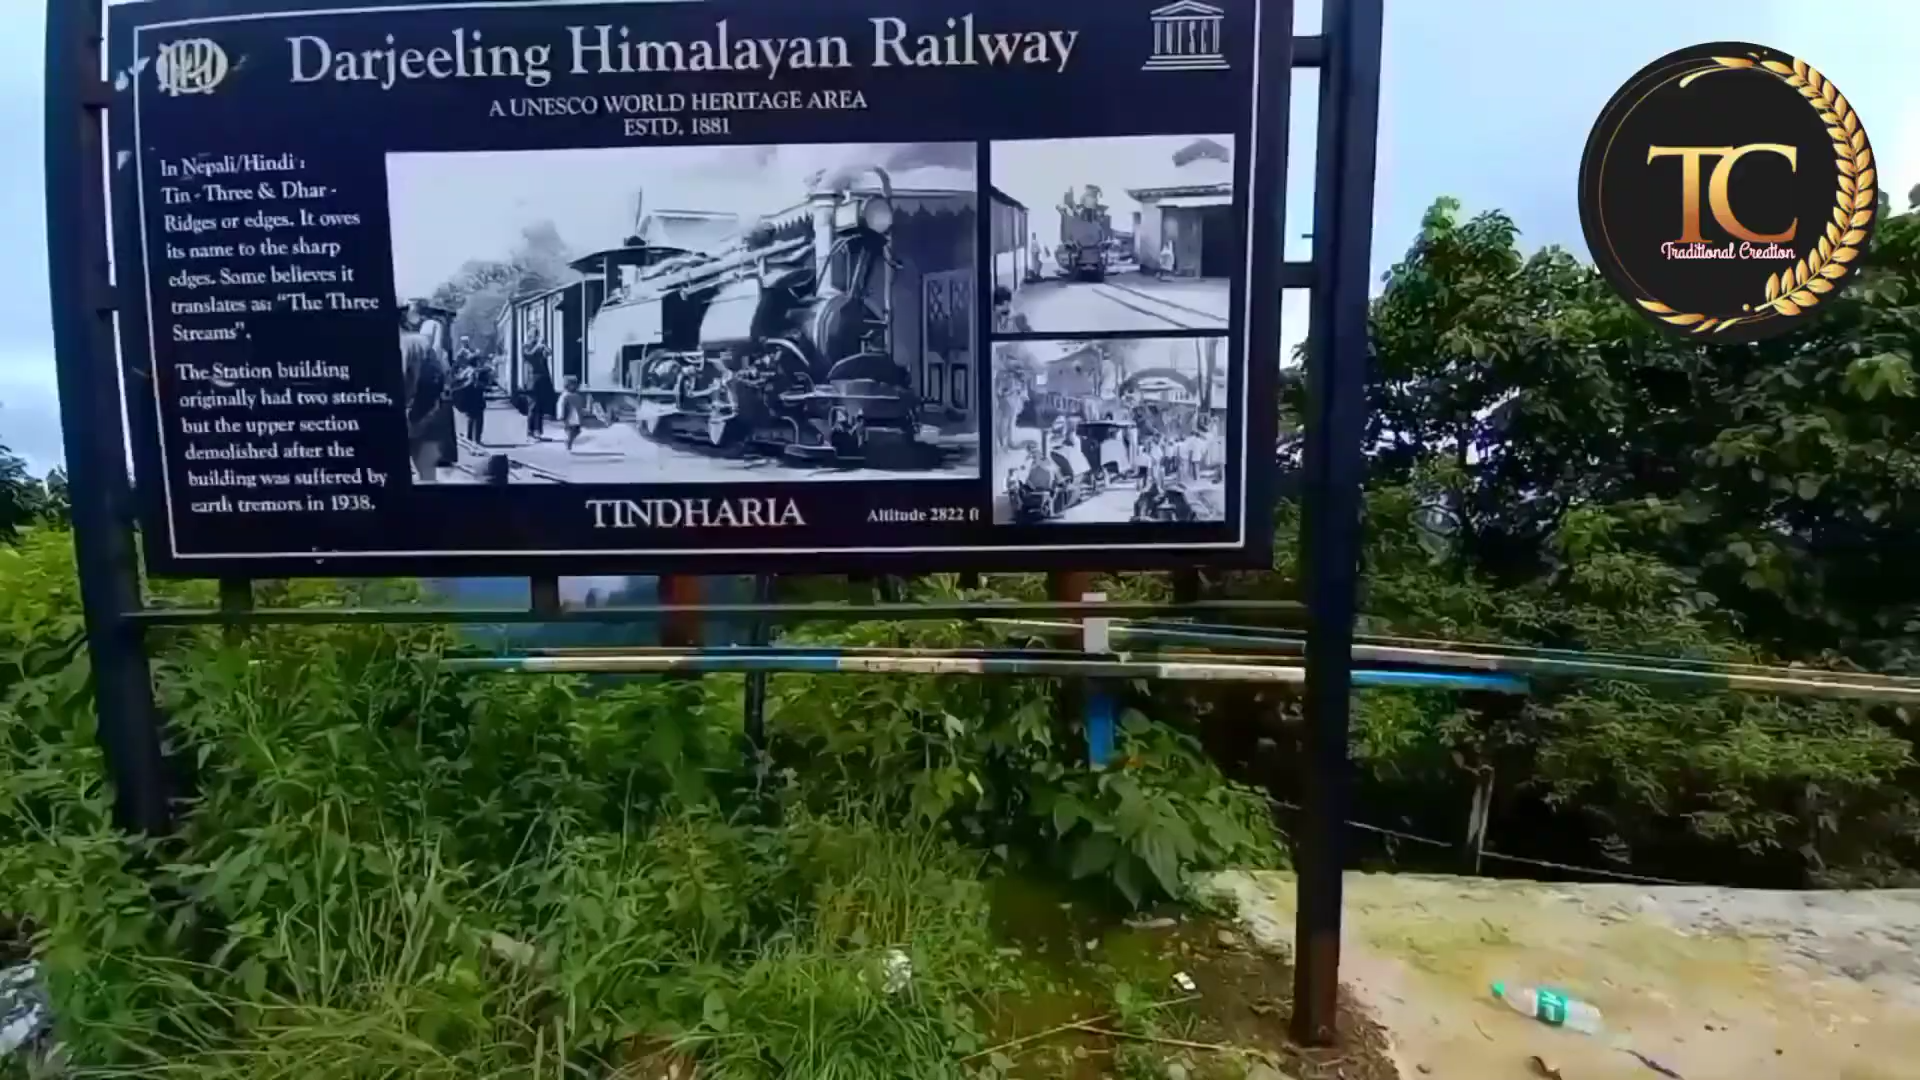 Darjeeling Himalayan Railway
UNESCO
A UNESCO WORLD HERITAGE AREA
ESTD. 1881
In Nepali/Hindi :
Tin - Three & Dhar -
Ridges or edges. It owes
its name to the sharp
edges. Some believes it
translates as: “The Three
Streams”.
The Station building
originally had two stories,
but the upper section
demolished after the
building was suffered by
earth tremors in 1938.
TINDHARIA
Altitude 2822 ft
TC
Traditional Creation